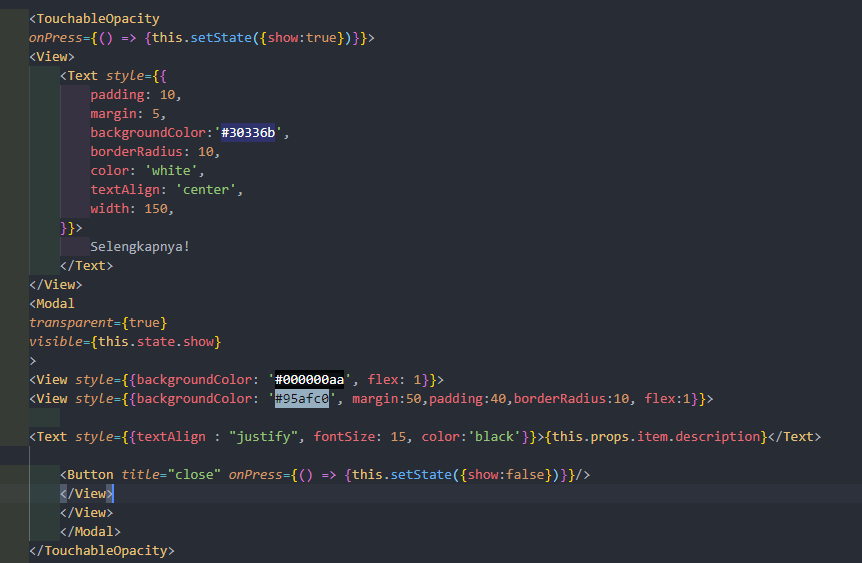 <TouchableOpacity
onPress={() => {this.setState({show:true})}}>
<View>
    <Text style={{
        padding: 10,
        margin: 5,
        backgroundColor:'#30336b',
        borderRadius: 10,
        color: 'white',
        textAlign: 'center',
        width: 150,
    }}>
        Selengkapnya!
    </Text>
</View>
<Modal
transparent={true}
visible={this.state.show}
>
<View style={{backgroundColor: '#000000aa', flex: 1}}>
<View style={{backgroundColor: '#95afc0', margin:50,padding:40,borderRadius:10, flex:1}}>
<Text style={{textAlign : "justify", fontSize: 15, color:'black'}}>{this.props.item.description}</Text>
    <Button title="close" onPress={() => {this.setState({show:false})}}/>
    </View>
    </View>
    </Modal>
</TouchableOpacity>